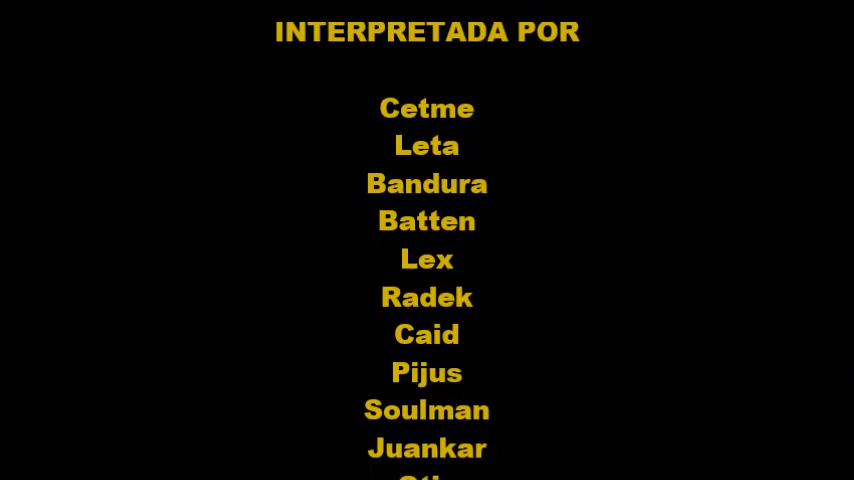 INTERPRETADA POR
Cetme
Leta
Bandura
Batten
Lex
Radek
Caid
Pijus
Soulman
Juankar